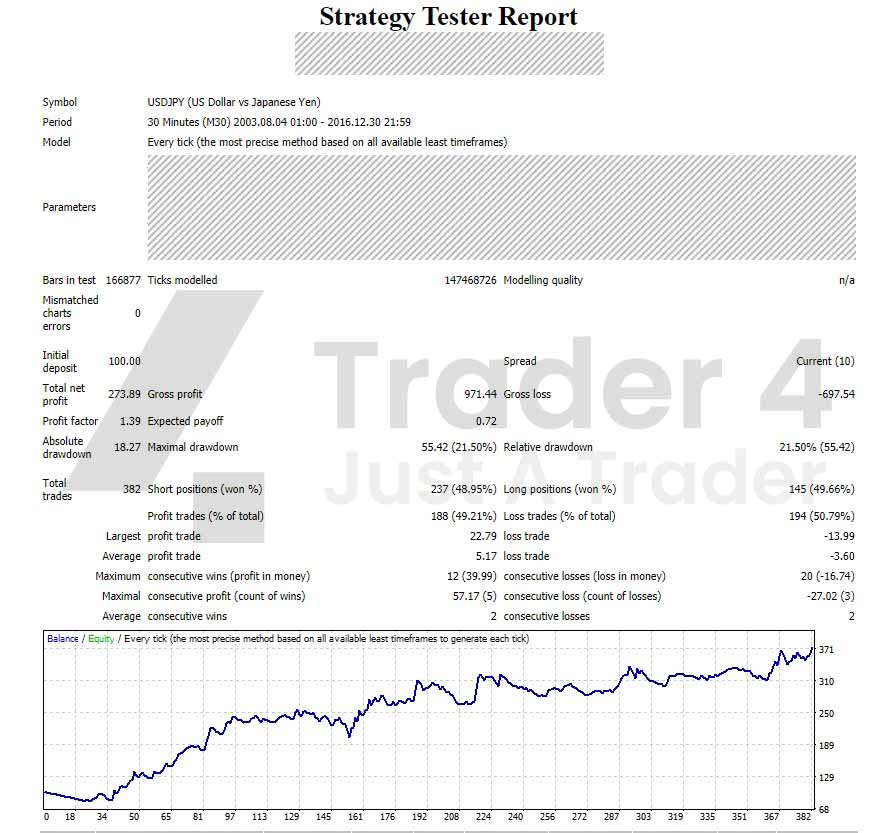 Strategy Tester Report
Symbol USDJPY (US Dollar vs Japanese Yen)
Period 30 Minutes (M30) 2003.08.04 01:00 - 2016.12.30 21:59
Model Every tick (the most precise method based on all available least timeframes)
Parameters
Bars in test 166877 Ticks modelled 147468726 Modelling quality n/a
Mismatched
charts 0
errors
Initial
deposit 100.00 Spread Current (10)
Total net
profit 273.89 Gross profit 971.44 Gross loss -697.54
Profit factor 1.39 Expected payoff 0.72
Absolute
drawdown 18.27 Maximal drawdown 55.42 (21.50%) Relative drawdown 21.50% (55.42)
Total
trades 382 Short positions (won %) 237 (48.95%) Long positions (won %) 145 (49.66%)
Profit trades (% of total) 188 (49.21%) Loss trades (% of total) 194 (50.79%)
Largest profit trade 22.79 loss trade -13.99
Average profit trade 5.17 loss trade -3.60
Maximum consecutive wins (profit in money) 12 (39.99) consecutive losses (loss in money) 20 (-16.74)
Maximal consecutive profit (count of wins) 57.17 (5) consecutive loss (count of losses) -27.02 (3)
Average consecutive wins 2 consecutive losses 2
Trader 4
Just A Trader
Balance / Equity / Every tick (the most precise method based on all available least timeframes to generate each tick)
371
310
250
189
129
68
0 18 34 50 65 81 97 113 129 145 161 176 192 208 224 240 256 272 287 303 319 335 351 367 382